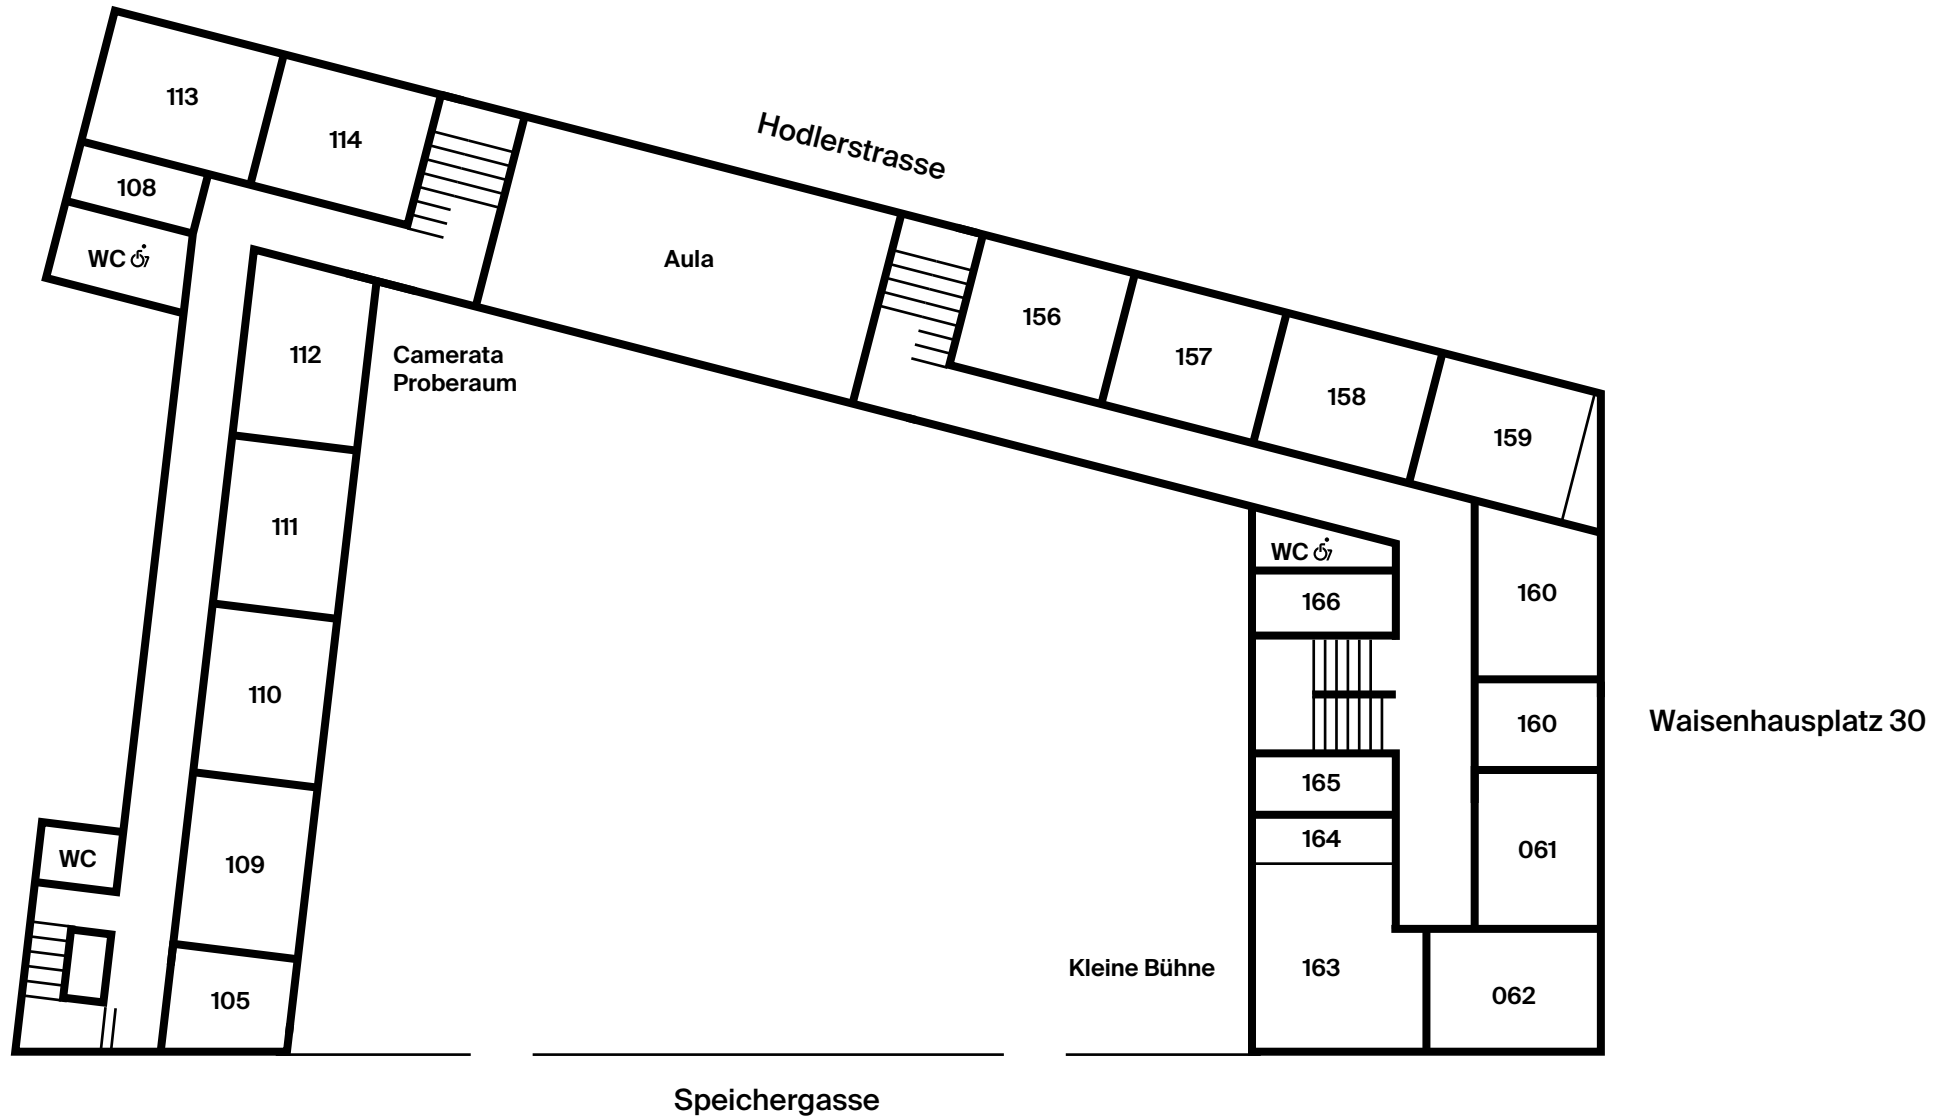 113
114
Hodlerstrasse
108
WC
Aula
156
157
158
159
112
Camerata
Proberaum
111
110
109
WC
105
WC
166
160
160
Waisenhausplatz 30
165
164
061
Kleine Bühne
163
062
Speichergasse